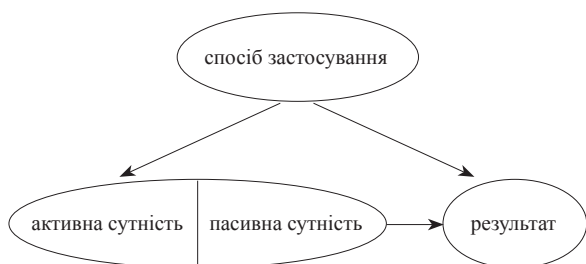 спосіб застосування
активна сутність
пасивна сутність
результат